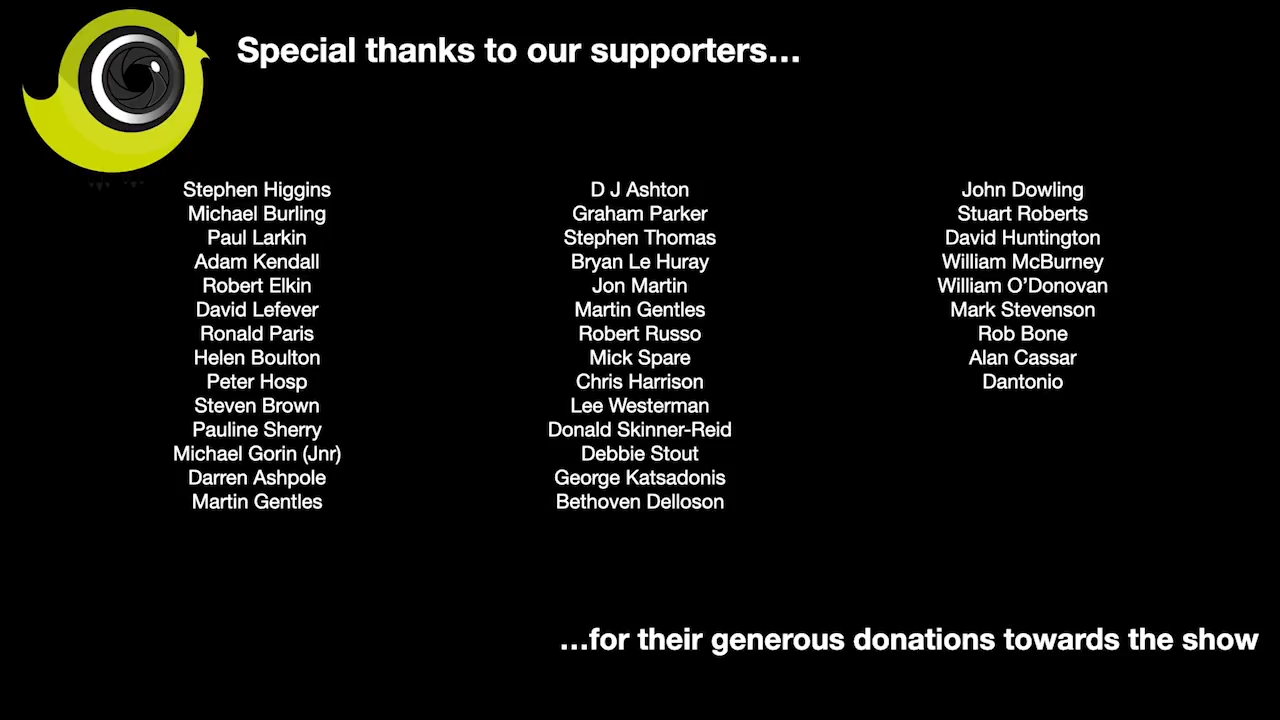 Special thanks to our supporters…
Stephen Higgins
Michael Burling
Paul Larkin
Adam Kendall
Robert Elkin
David Lefever
Ronald Paris
Helen Boulton
Peter Hosp
Steven Brown
Pauline Sherry
Michael Gorin (Jnr)
Darren Ashpole
Martin Gentles
D J Ashton
Graham Parker
Stephen Thomas
Bryan Le Huray
Jon Martin
Martin Gentles
Robert Russo
Mick Spare
Chris Harrison
Lee Westerman
Donald Skinner-Reid
Debbie Stout
George Katsadonis
Bethoven Delloson
John Dowling
Stuart Roberts
David Huntington
William McBurney
William O’Donovan
Mark Stevenson
Rob Bone
Alan Cassar
Dantonio
…for their generous donations towards the show